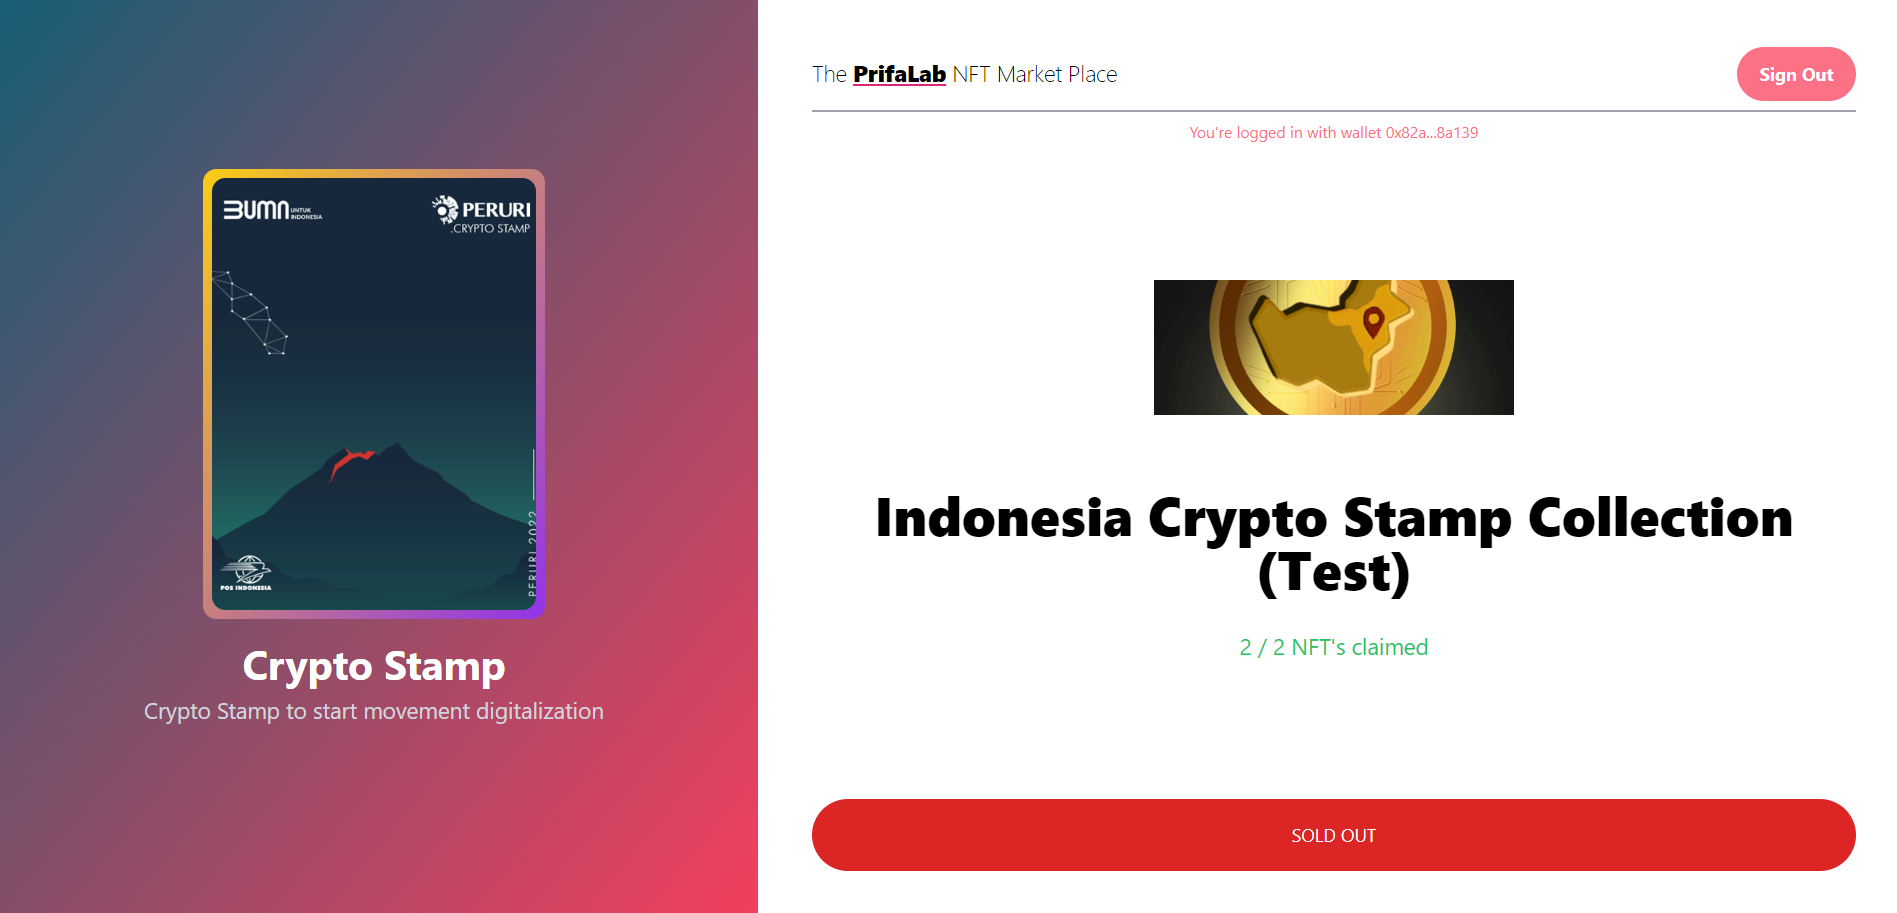 BUMN UNTUK INDONESIA
PERURI
.CRYPTO STAMP
PERURI 2022
POS INDONESIA
Crypto Stamp
Crypto Stamp to start movement digitalization
The PrifaLab NFT Market Place
Sign Out
You're logged in with wallet 0x82a...8a139
Indonesia Crypto Stamp Collection
(Test)
2 / 2 NFT's claimed
SOLD OUT